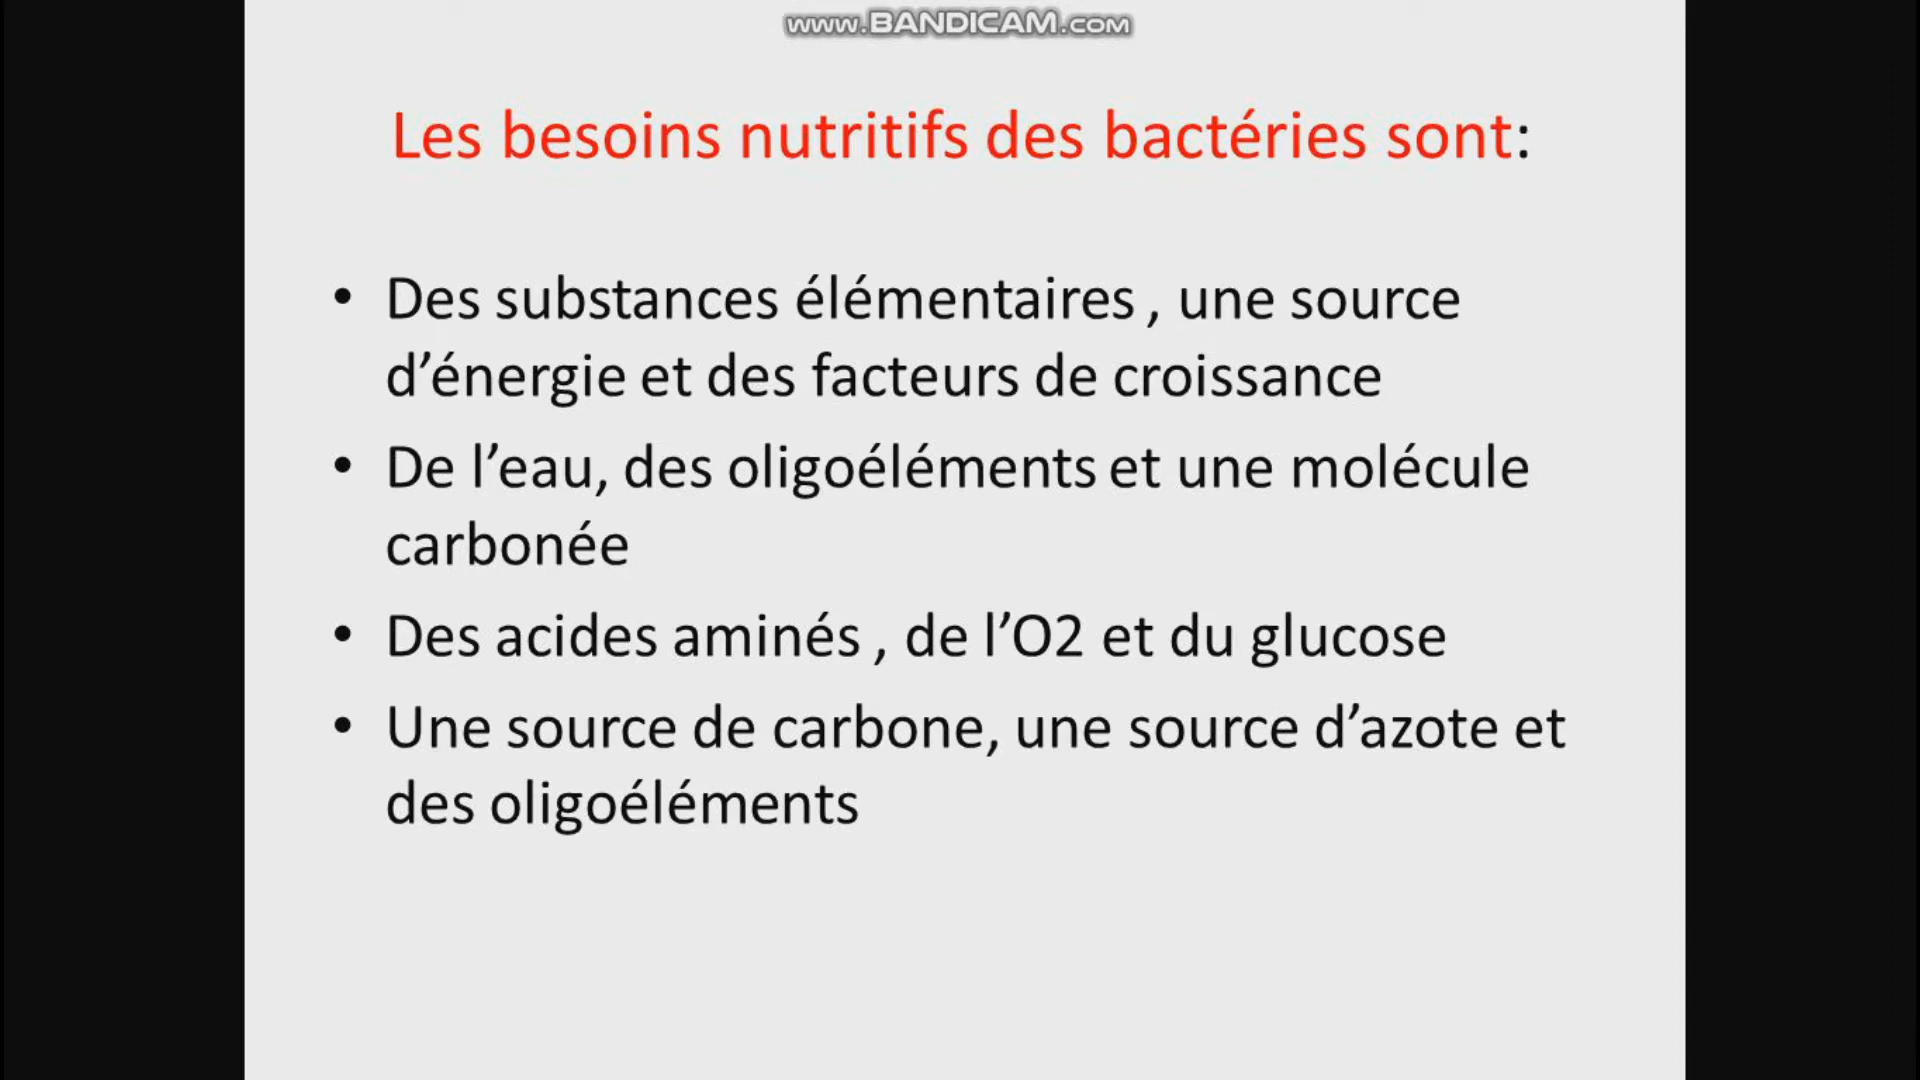 www.BANDICAM.com
Les besoins nutritifs des bactéries sont:
• Des substances élémentaires , une source
d’énergie et des facteurs de croissance
• De l’eau, des oligoéléments et une molécule
carbonée
• Des acides aminés , de l’O2 et du glucose
• Une source de carbone, une source d’azote et
des oligoéléments